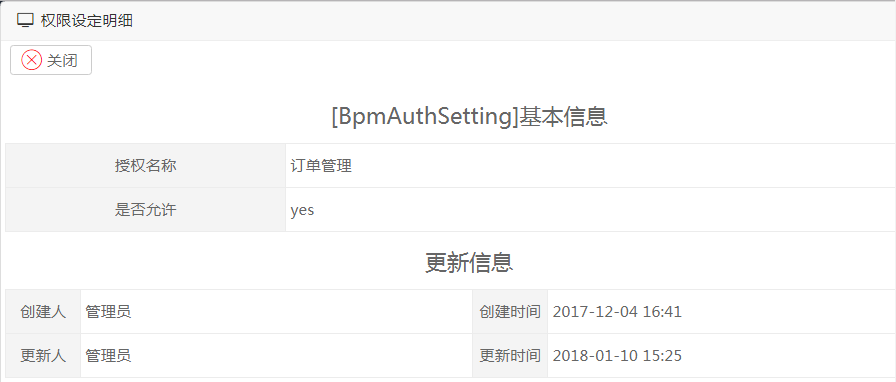 权限设定明细
关闭
[BpmAuthSetting]基本信息
授权名称 订单管理
是否允许 yes
更新信息
创建人 管理员 创建时间 2017-12-04 16:41
更新人 管理员 更新时间 2018-01-10 15:25